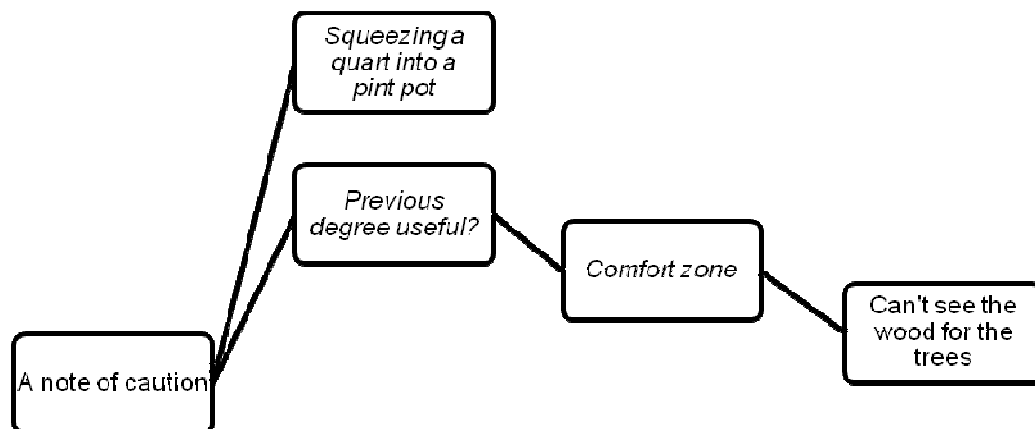 Squeezing a
quart into a
pint pot
Previous
degree useful?
Comfort zone
Can't see the
wood for the
trees
A note of caution